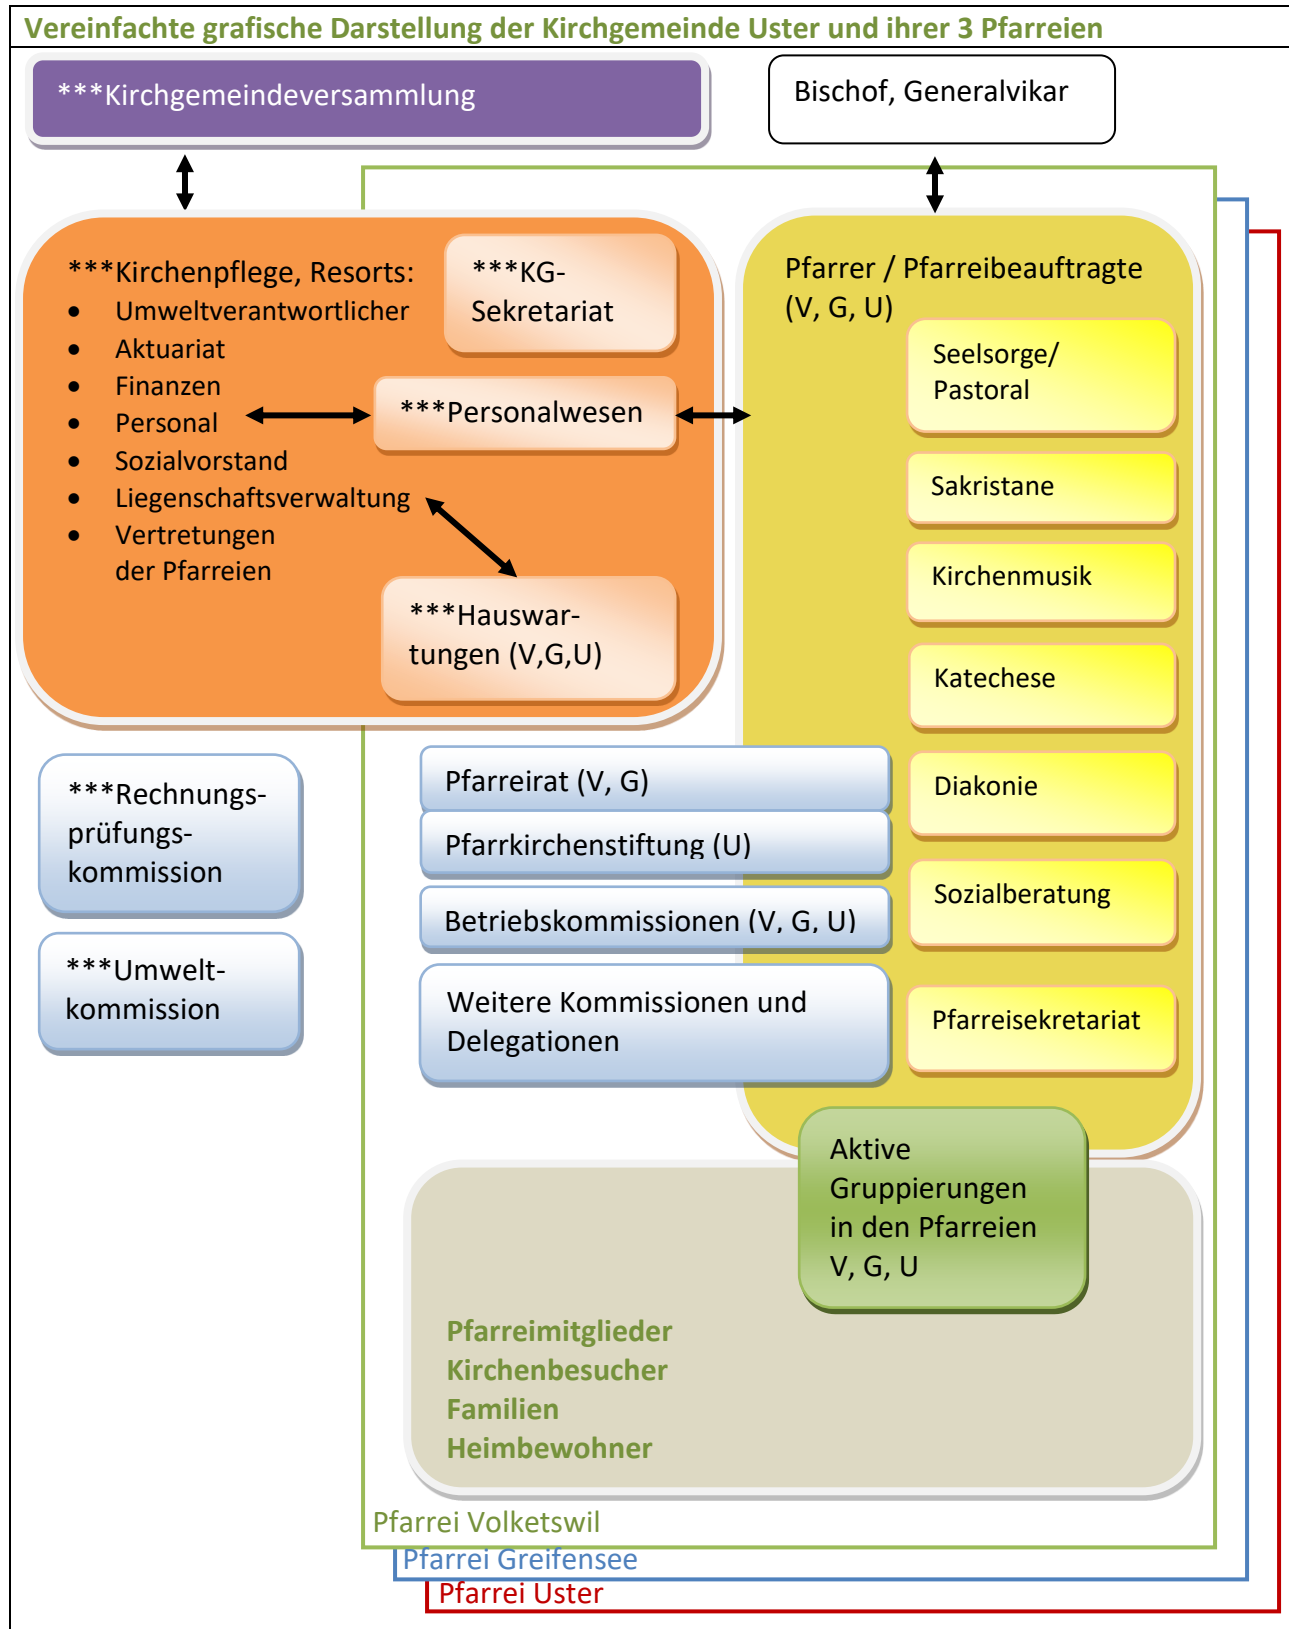 Vereinfachte grafische Darstellung der Kirchgemeinde Uster und ihrer 3 Pfarreien
***Kirchgemeindeversammlung
Bischof, Generalvikar
***Kirchenpflege, Resorts:
• Umweltverantwortlicher
• Aktuariat
• Finanzen
• Personal
• Sozialvorstand
• Liegenschaftsverwaltung
• Vertretungen
der Pfarreien
***KG-
Sekretariat
***Personalwesen
***Hauswar-
tungen (V,G,U)
Pfarrer / Pfarreibeauftragte
(V, G, U)
Seelsorge/
Pastoral
Sakristane
Kirchenmusik
Katechese
Diakonie
Sozialberatung
Pfarreisekretariat
***Rechnungs-
prüfungs-
kommission
***Umwelt-
kommission
Pfarreirat (V, G)
Pfarrkirchenstiftung (U)
Betriebskommissionen (V, G, U)
Weitere Kommissionen und
Delegationen
Aktive
Gruppierungen
in den Pfarreien
V, G, U
Pfarreimitglieder
Kirchenbesucher
Familien
Heimbewohner
Pfarrei Volketswil
Pfarrei Greifensee
Pfarrei Uster